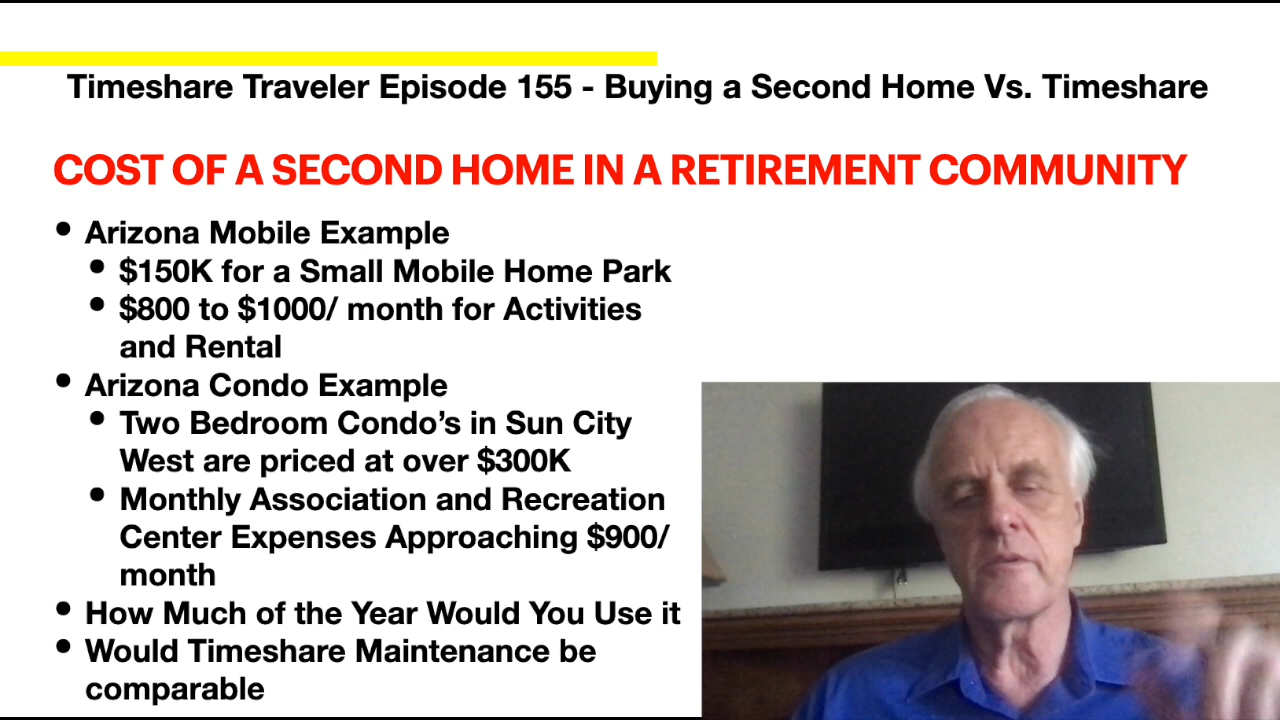 Timeshare Traveler Episode 155 - Buying a Second Home Vs. Timeshare
COST OF A SECOND HOME IN A RETIREMENT COMMUNITY
• Arizona Mobile Example
• $150K for a Small Mobile Home Park
• $800 to $1000/ month for Activities
and Rental
• Arizona Condo Example
• Two Bedroom Condo’s in Sun City
West are priced at over $300K
• Monthly Association and Recreation
Center Expenses Approaching $900/
month
• How Much of the Year Would You Use it
• Would Timeshare Maintenance be
comparable